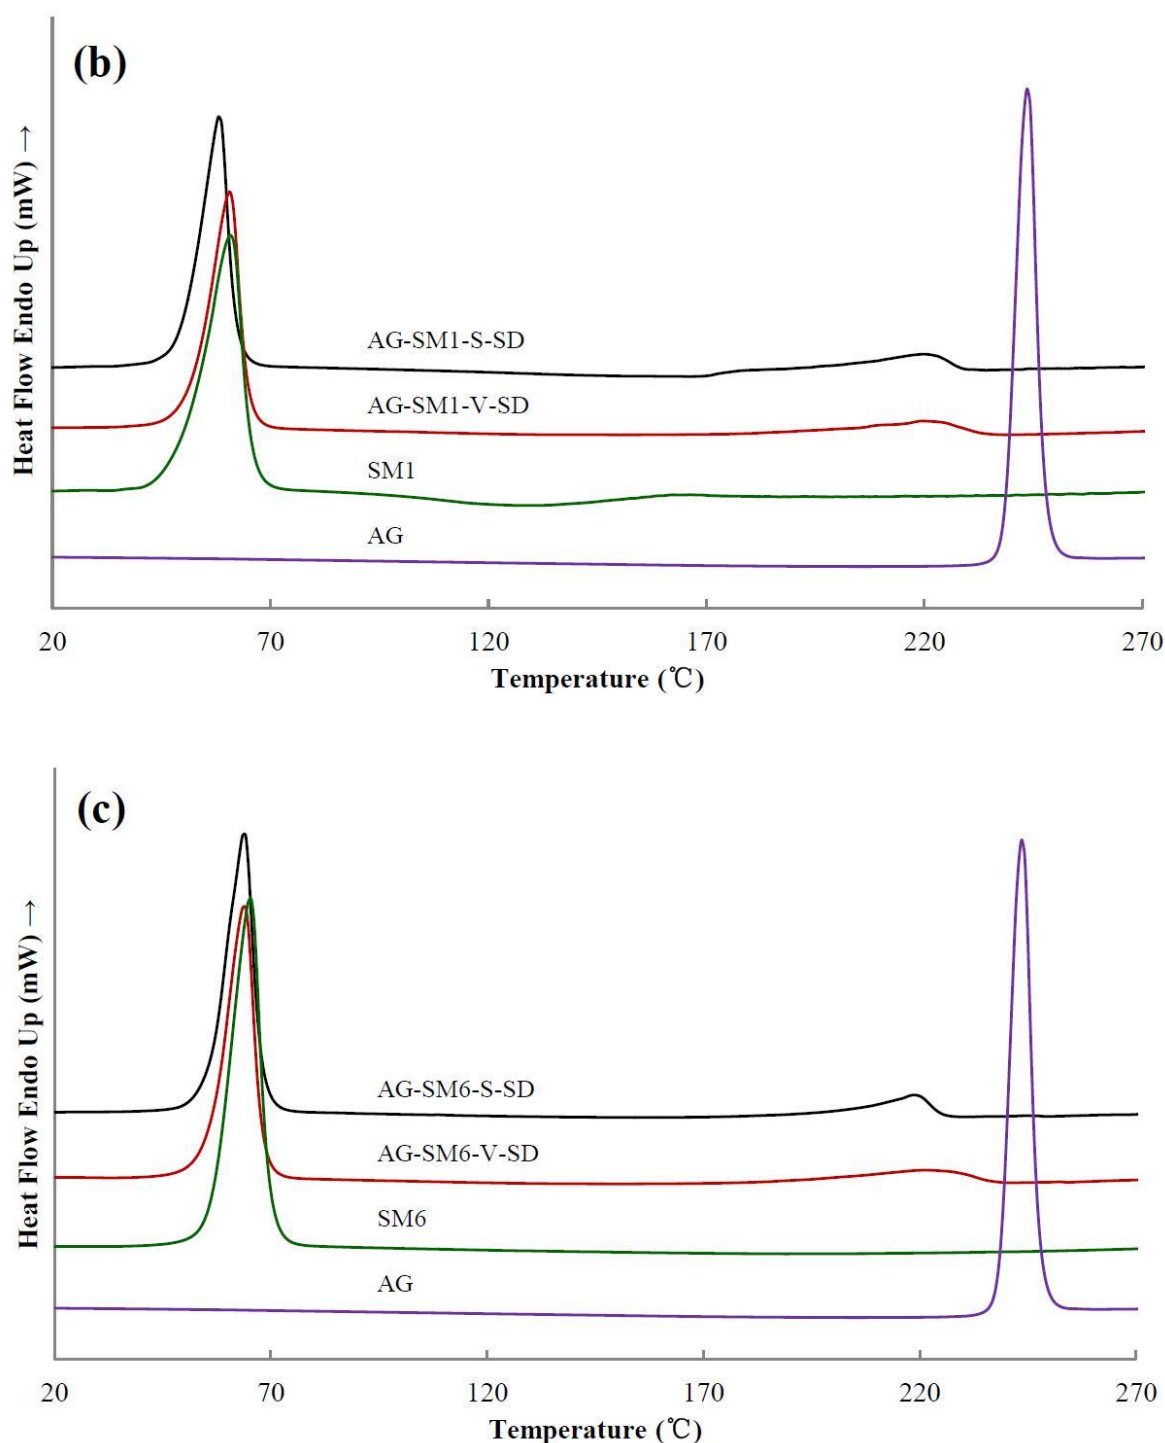 (b)
Heat Flow Endo Up (mW) →
AG-SM1-S-SD
AG-SM1-V-SD
SM1
AG
20 70 120 170 220 270
Temperature (℃)
(c)
Heat Flow Endo Up (mW) →
AG-SM6-S-SD
AG-SM6-V-SD
SM6
AG
20 70 120 170 220 270
Temperature (℃)